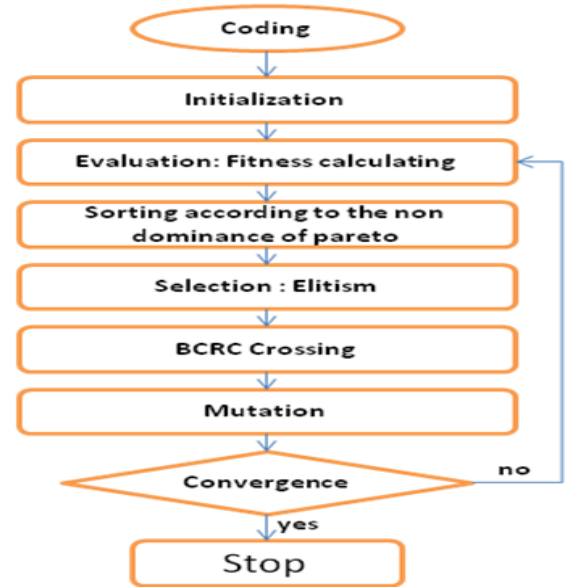 Coding
Initialization
Evaluation: Fitness calculating
Sorting according to the non
dominance of pareto
Selection : Elitism
BCRC Crossing
Mutation
Convergence
no
yes
Stop